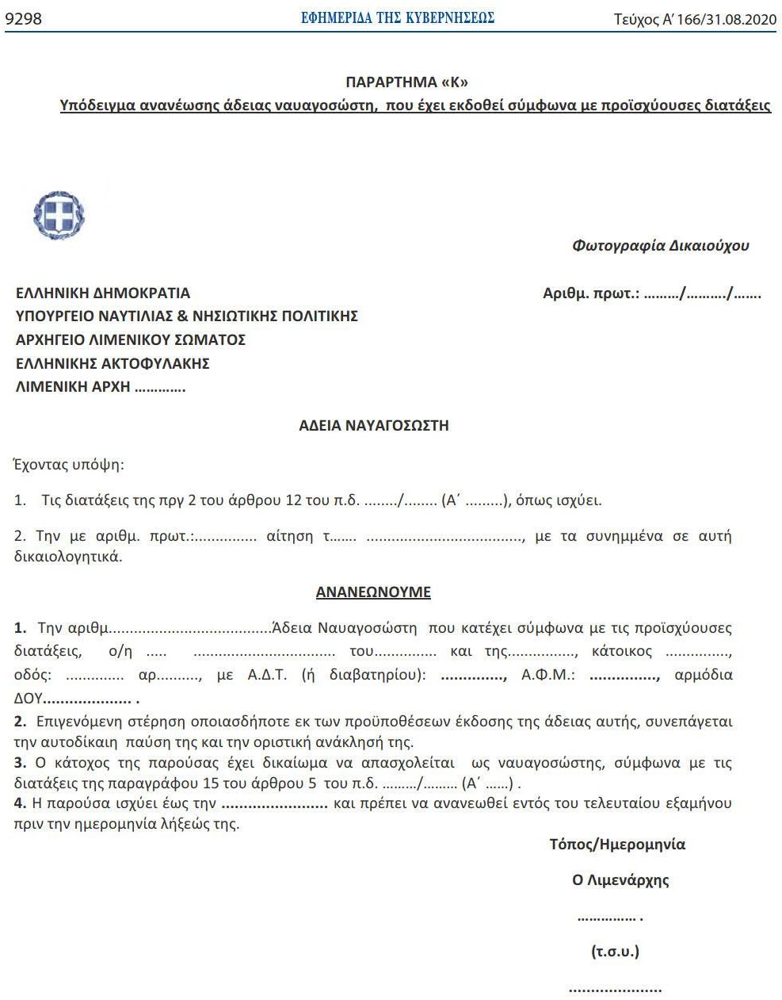 9298 ΕΦΗΜΕΡΙΔΑ ΤΗΣ ΚΥΒΕΡΝΗΣΕΩΣ Τεύχος Α’ 166/31.08.2020
ΠΑΡΑΡΤΗΜΑ «Κ»
Υπόδειγμα ανανέωσης άδειας ναυαγοσώστη, που έχει εκδοθεί σύμφωνα με προϊσχύουσες διατάξεις
Φωτογραφία Δικαιούχου
ΕΛΛΗΝΙΚΗ ΔΗΜΟΚΡΑΤΙΑ Αριθμ. πρωτ.: ………/………./…….
ΥΠΟΥΡΓΕΙΟ ΝΑΥΤΙΛΙΑΣ & ΝΗΣΙΩΤΙΚΗΣ ΠΟΛΙΤΙΚΗΣ
ΑΡΧΗΓΕΙΟ ΛΙΜΕΝΙΚΟΥ ΣΩΜΑΤΟΣ
ΕΛΛΗΝΙΚΗΣ ΑΚΤΟΦΥΛΑΚΗΣ
ΛΙΜΕΝΙΚΗ ΑΡΧΗ ………….
ΑΔΕΙΑ ΝΑΥΑΓΟΣΩΣΤΗ
Έχοντας υπόψη:
1. Τις διατάξεις της πργ 2 του άρθρου 12 του π.δ. ......../........ (Α΄ .........), όπως ισχύει.
2. Την με αριθμ. πρωτ.:............... αίτηση τ……. ....................................., με τα συνημμένα σε αυτή
δικαιολογητικά.
ΑΝΑΝΕΩΝΟΥΜΕ
1. Την αριθμ.......................................Άδεια Ναυαγοσώστη που κατέχει σύμφωνα με τις προϊσχύουσες
διατάξεις, ο/η ..... .................................. του............... και της................, κάτοικος ...............,
οδός: .............. αρ.........., με Α.Δ.Τ. (ή διαβατηρίου): .............., Α.Φ.Μ.: ..............., αρμόδια
ΔΟΥ.................... .
2. Επιγενόμενη στέρηση οποιασδήποτε εκ των προϋποθέσεων έκδοσης της άδειας αυτής, συνεπάγεται
την αυτοδίκαιη παύση της και την οριστική ανάκλησή της.
3. Ο κάτοχος της παρούσας έχει δικαίωμα να απασχολείται ως ναυαγοσώστης, σύμφωνα με τις
διατάξεις της παραγράφου 15 του άρθρου 5 του π.δ. ………/……… (Α΄ ……) .
4. Η παρούσα ισχύει έως την ........................ και πρέπει να ανανεωθεί εντός του τελευταίου εξαμήνου
πριν την ημερομηνία λήξεώς της.
Τόπος/Ημερομηνία
Ο Λιμενάρχης
…………… .
(τ.σ.υ.)
.....................